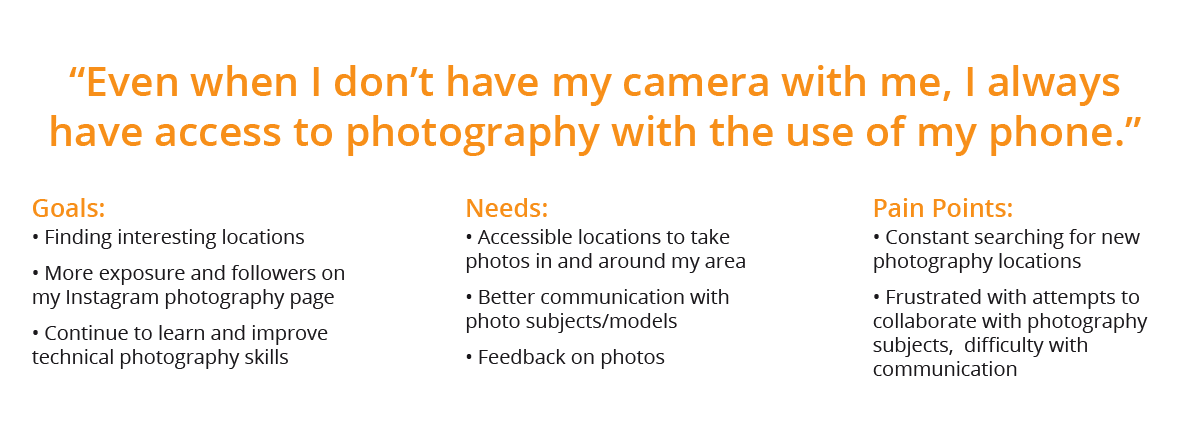 “Even when I don’t have my camera with me, I always
have access to photography with the use of my phone.”
Goals:
• Finding interesting locations
• More exposure and followers on
my Instagram photography page
• Continue to learn and improve
technical photography skills
Needs:
• Accessible locations to take
photos in and around my area
• Better communication with
photo subjects/models
• Feedback on photos
Pain Points:
• Constant searching for new
photography locations
• Frustrated with attempts to
collaborate with photography
subjects,  difficulty with
communication